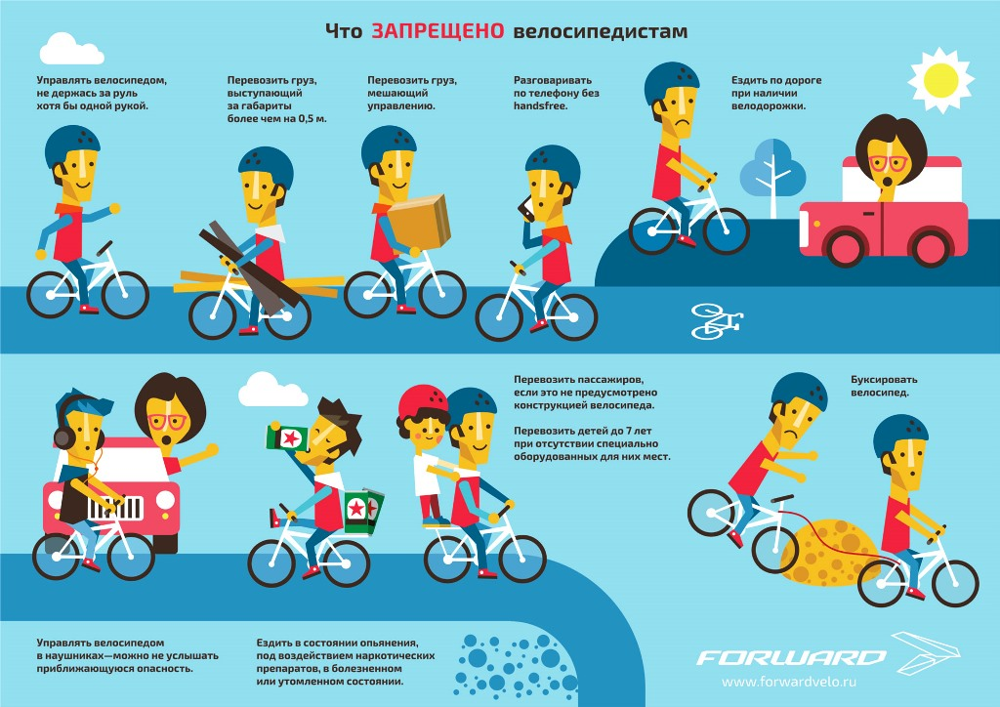 Что ЗАПРЕЩЕНО велосипедистам
Управлять велосипедом,
не держась за руль
хотя бы одной рукой.
Перевозить груз,
выступающий
за габариты
более чем на 0,5 м.
Перевозить груз,
мешающий
управлению.
Разговаривать
по телефону без
handsfree.
Ездить по дороге
при наличии
велодорожки.
Перевозить пассажиров,
если это не предусмотрено
конструкцией велосипеда.
Перевозить детей до 7 лет
при отсутствии специально
оборудованных для них мест.
Буксировать
велосипед.
Управлять велосипедом
в наушниках—можно не услышать
приближающуюся опасность.
Ездить в состоянии опьянения,
под воздействием наркотических
препаратов, в болезненном
или утомленном состоянии.
FORWARD
www.forwardvelo.ru